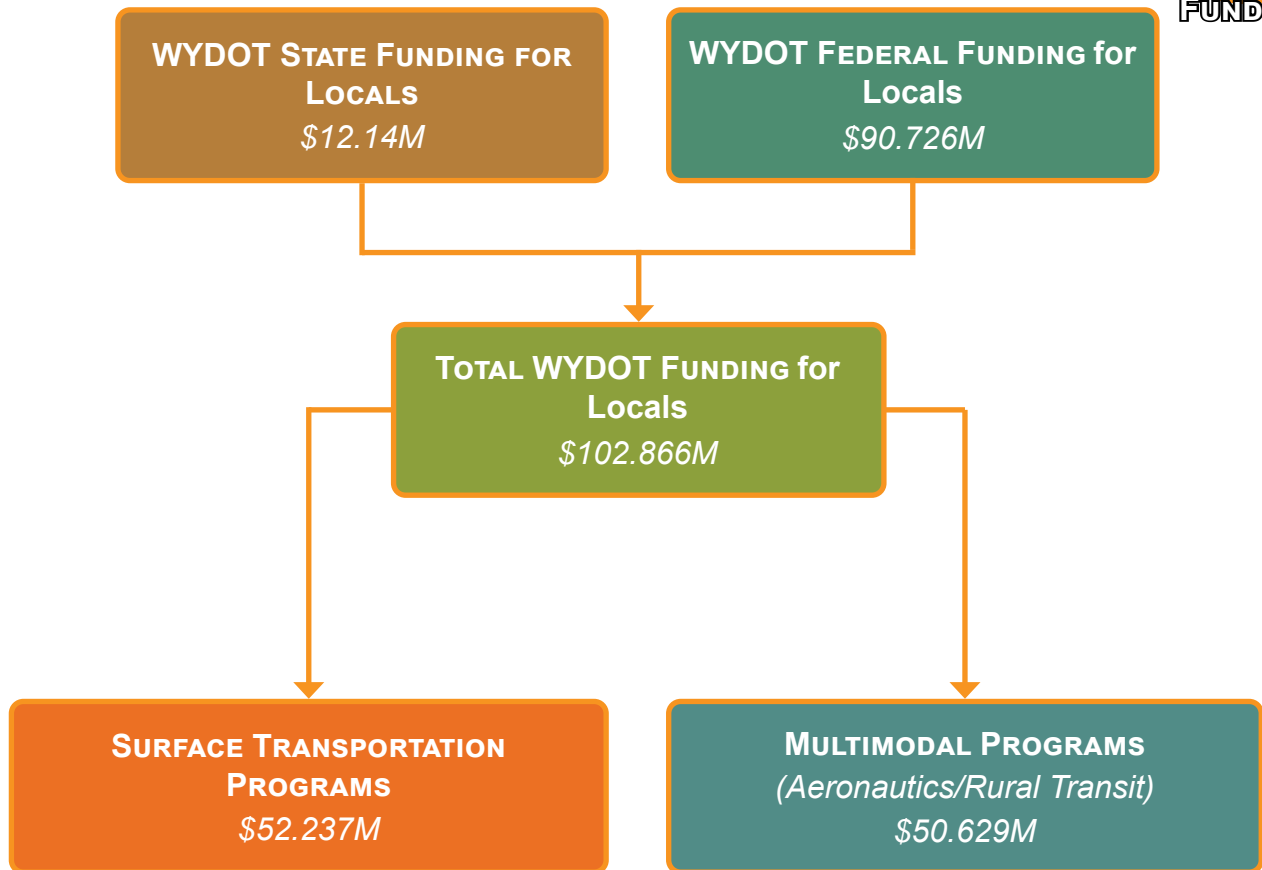 FUND
WYDOT STATE FUNDING FOR
LOCALS
$12.14M
WYDOT FEDERAL FUNDING for
Locals
$90.726M
TOTAL WYDOT FUNDING for
Locals
$102.866M
SURFACE TRANSPORTATION
PROGRAMS
$52.237M
MULTIMODAL PROGRAMS
(Aeronautics/Rural Transit)
$50.629M